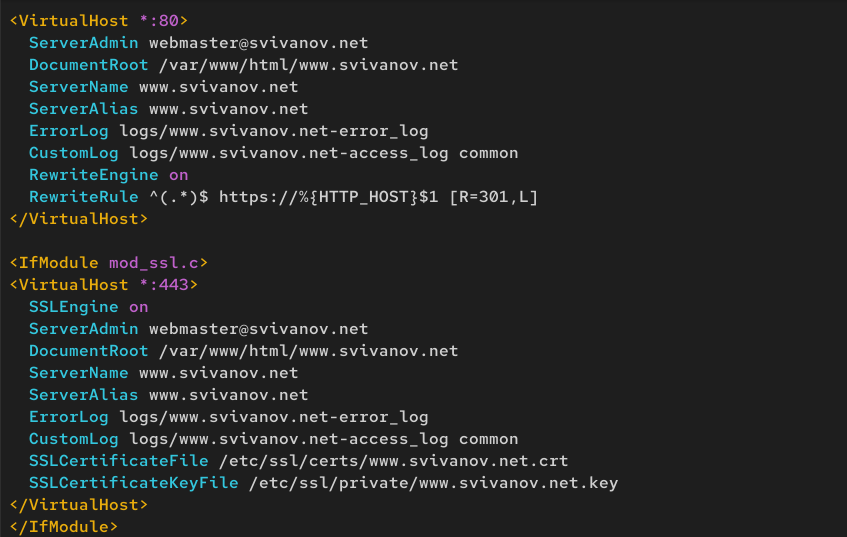 <VirtualHost *:80>
  ServerAdmin webmaster@svivanov.net
  DocumentRoot /var/www/html/www.svivanov.net
  ServerName www.svivanov.net
  ServerAlias www.svivanov.net
  ErrorLog logs/www.svivanov.net-error_log
  CustomLog logs/www.svivanov.net-access_log common
  RewriteEngine on
  RewriteRule ^(.*)$ https://%{HTTP_HOST}$1 [R=301,L]
</VirtualHost>

<IfModule mod_ssl.c>
<VirtualHost *:443>
  SSLEngine on
  ServerAdmin webmaster@svivanov.net
  DocumentRoot /var/www/html/www.svivanov.net
  ServerName www.svivanov.net
  ServerAlias www.svivanov.net
  ErrorLog logs/www.svivanov.net-error_log
  CustomLog logs/www.svivanov.net-access_log common
  SSLCertificateFile /etc/ssl/certs/www.svivanov.net.crt
  SSLCertificateKeyFile /etc/ssl/private/www.svivanov.net.key
</VirtualHost>
</IfModule>